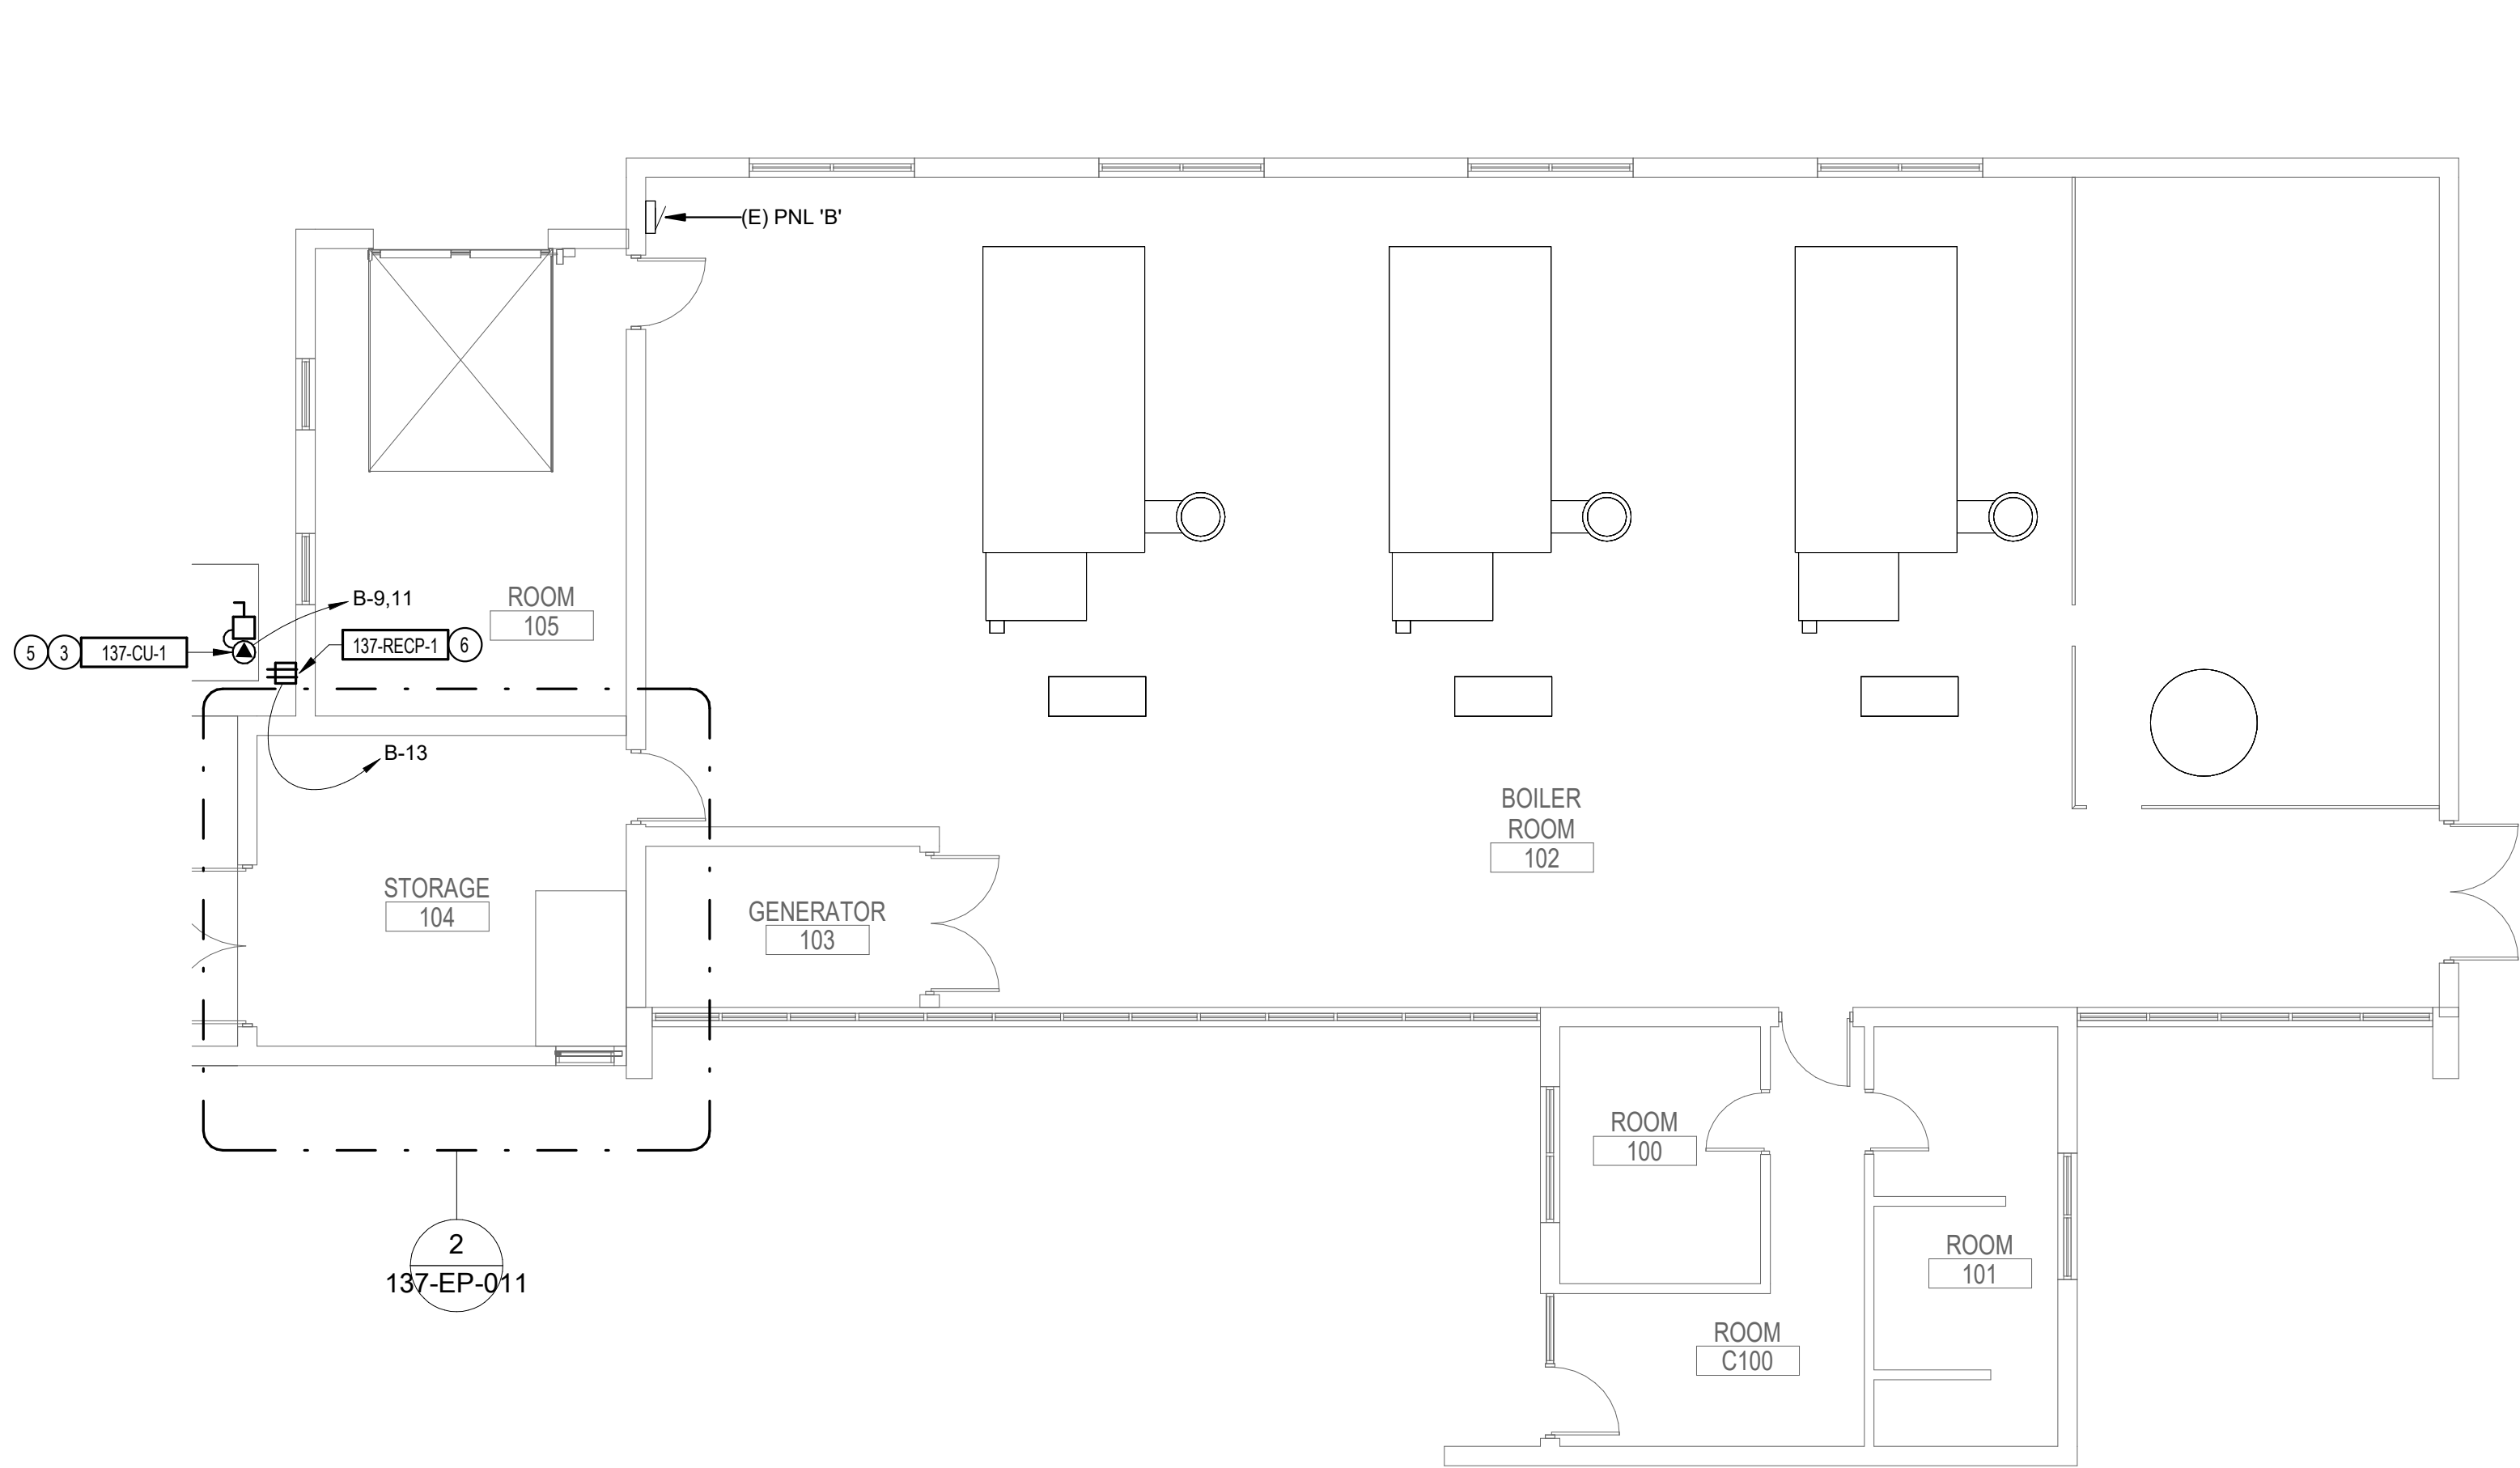 (E) PNL 'B'
B-9,11
ROOM
105
5 3 137-CU-1
137-RECP-1 6
B-13
BOILER
ROOM
102
STORAGE
104
GENERATOR
103
ROOM
100
ROOM
101
2
137-EP-011
ROOM
C100